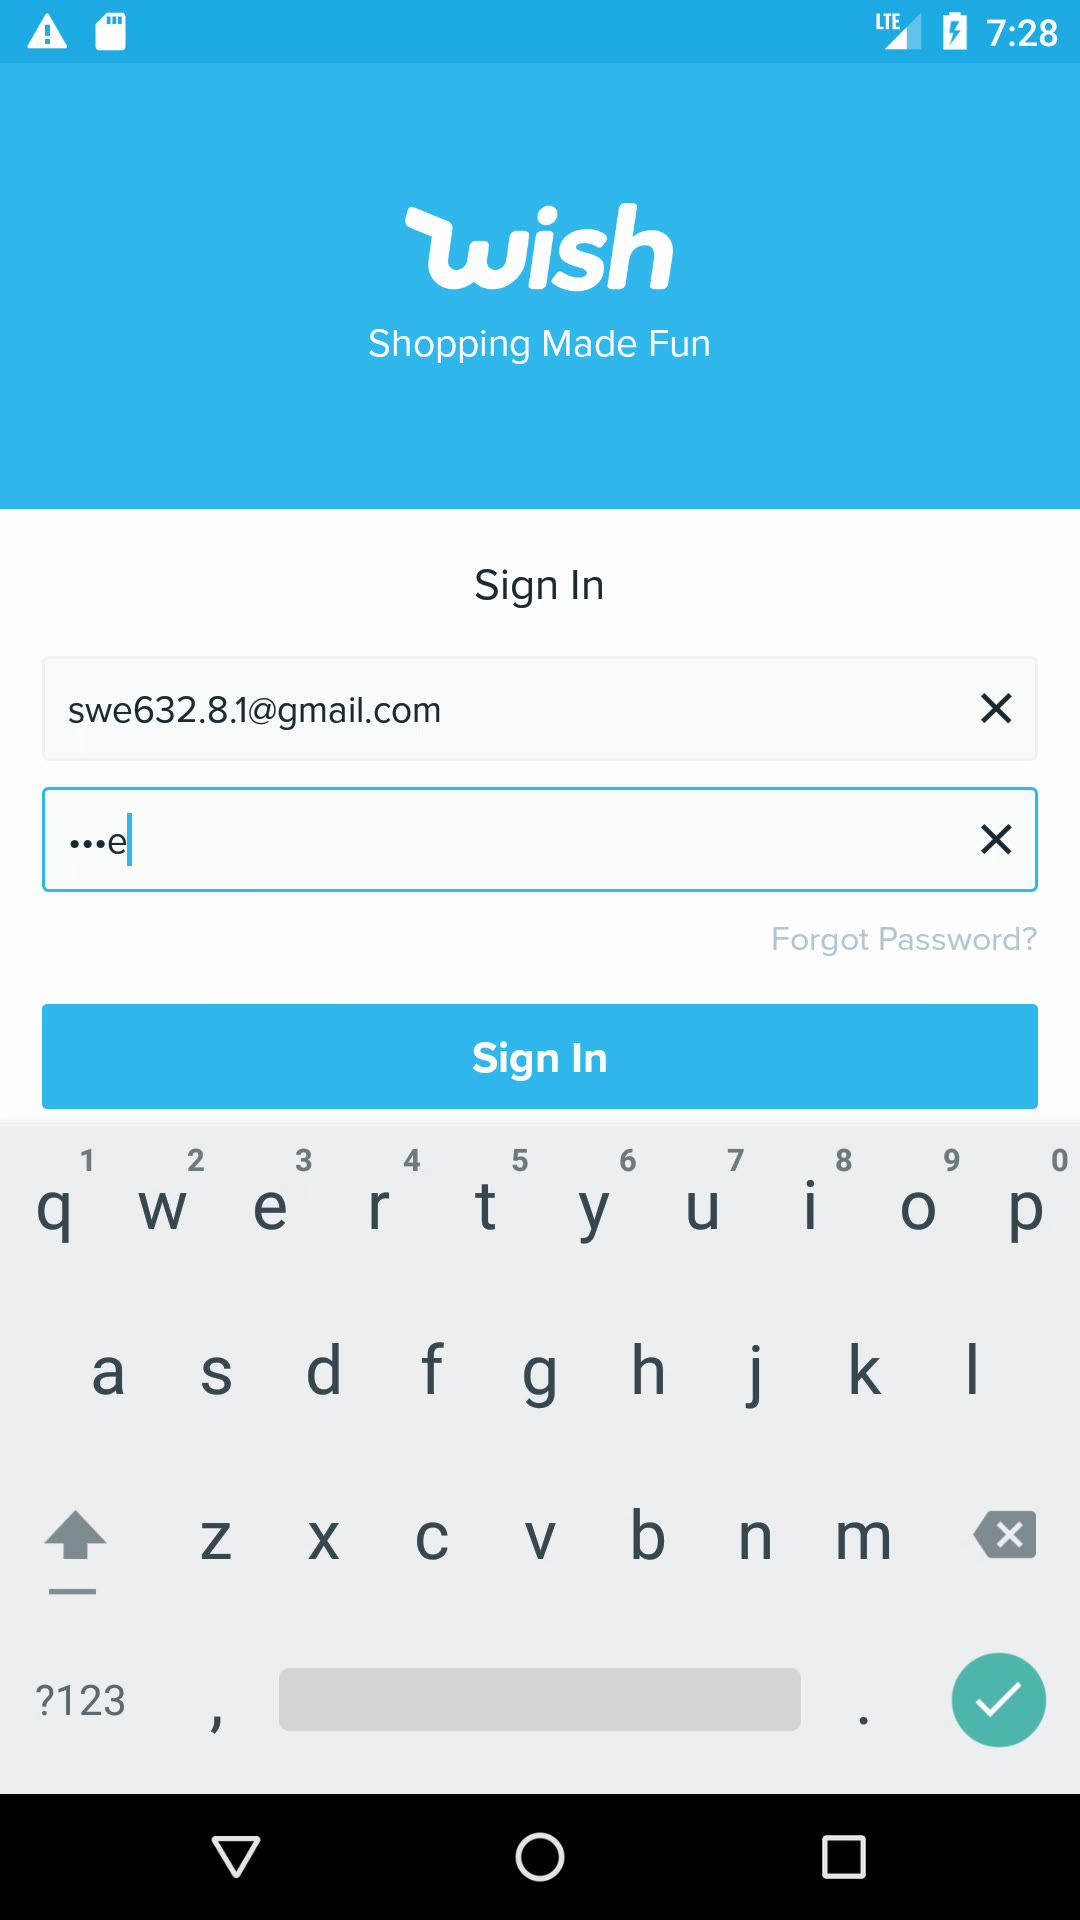 LTE 7:28
wish
Shopping Made Fun
Sign In
swe632.8.1@gmail.com
•••e
Forgot Password?
Sign In
1 2 3 4 5 6 7 8 9 0
q w e r t y u i o p
a s d f g h j k l
z x c v b n m
?123 , .